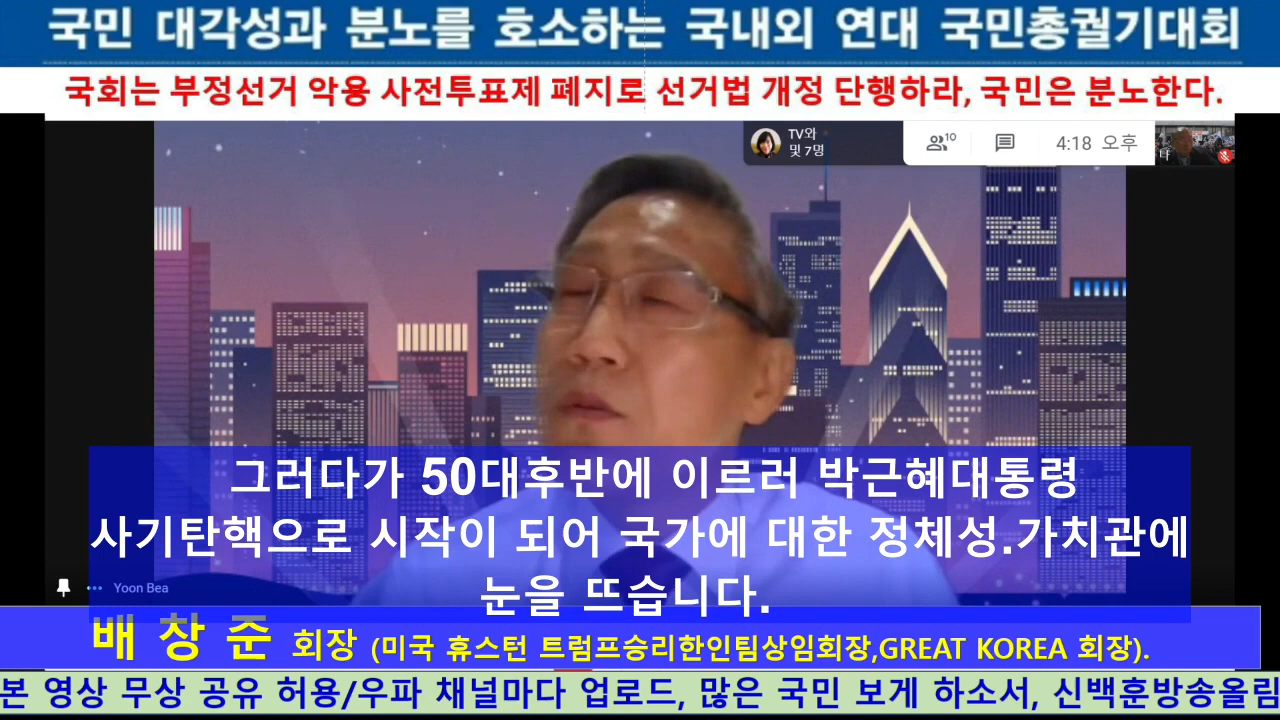 국민 대각성과 분노를 호소하는 국내외 연대 국민총궐기대회
국회는 부정선거 악용 사전투표제 폐지로 선거법 개정 단행하라, 국민은 분노한다.
TV와
및 7명
10
4:18 오후
나
그러다가 50대후반에 이르러 박근혜대통령
사기탄핵으로 시작이 되어 국가에 대한 정체성.가치관에
눈을 뜨습니다.
Yoon Bea
배 창 준 회장 (미국 휴스턴 트럼프승리한인팀상임회장,GREAT KOREA 회장).
본 영상 무상 공유 허용/우파 채널마다 업로드, 많은 국민 보게 하소서, 신백훈방송올림